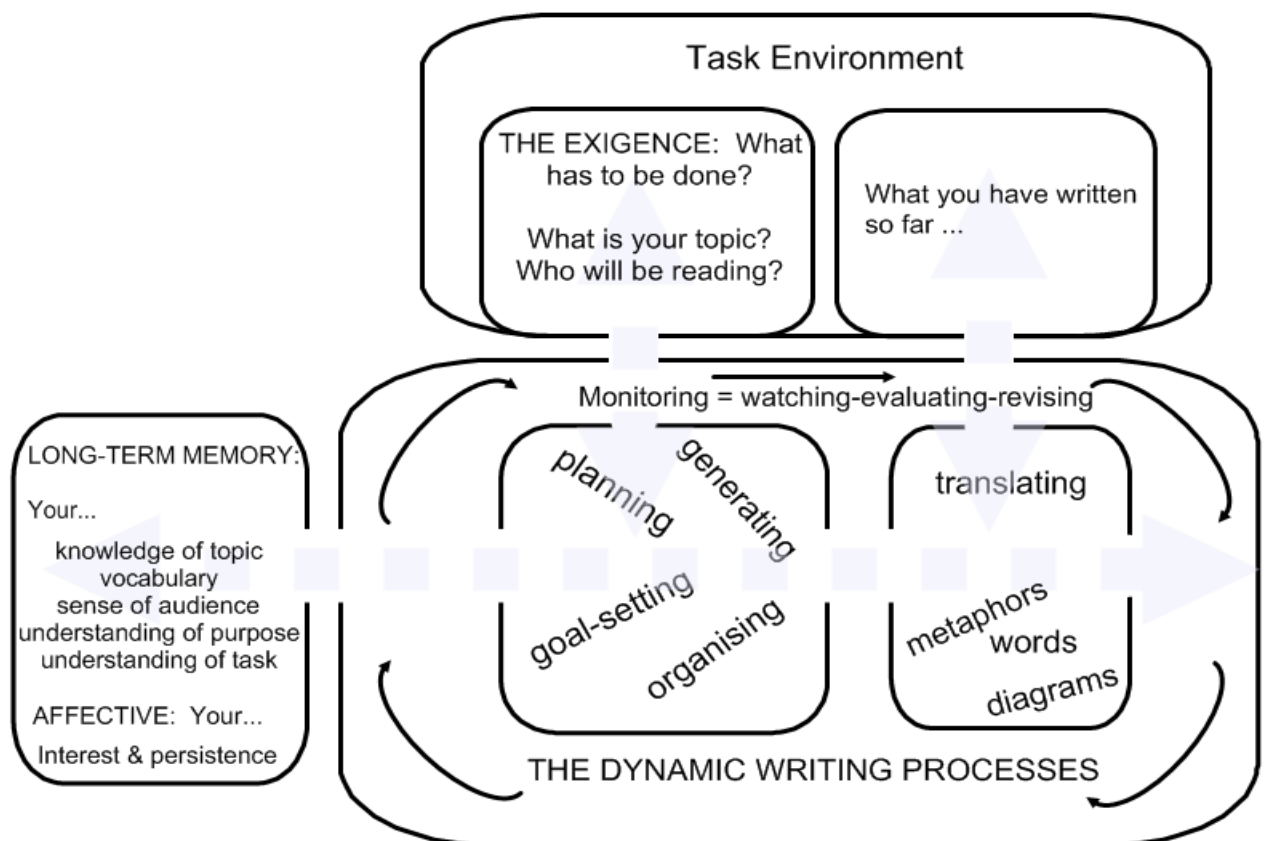 Task Environment
THE EXIGENCE: What
has to be done?
What is your topic?
Who will be reading?
What you have written
so far ...
Monitoring = watching-evaluating-revising
LONG-TERM MEMORY:
Your...
knowledge of topic
vocabulary
sense of audience
understanding of purpose
understanding of task
AFFECTIVE: Your...
Interest & persistence
planning
generating
goal-setting
organising
translating
metaphors
words
diagrams
THE DYNAMIC WRITING PROCESSES